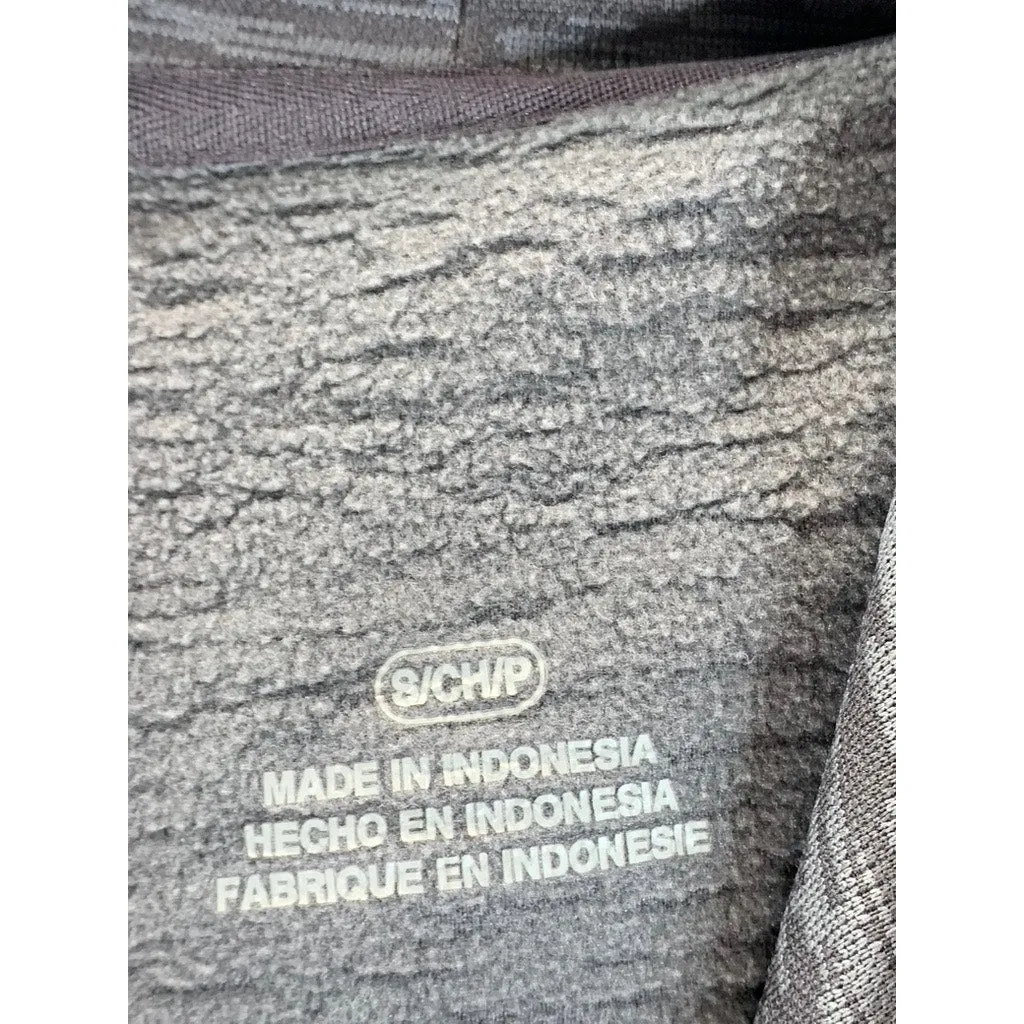 S/CH/P
MADE IN INDONESIA
HECHO EN INDONESIA
FABRIQUE EN INDONESIE